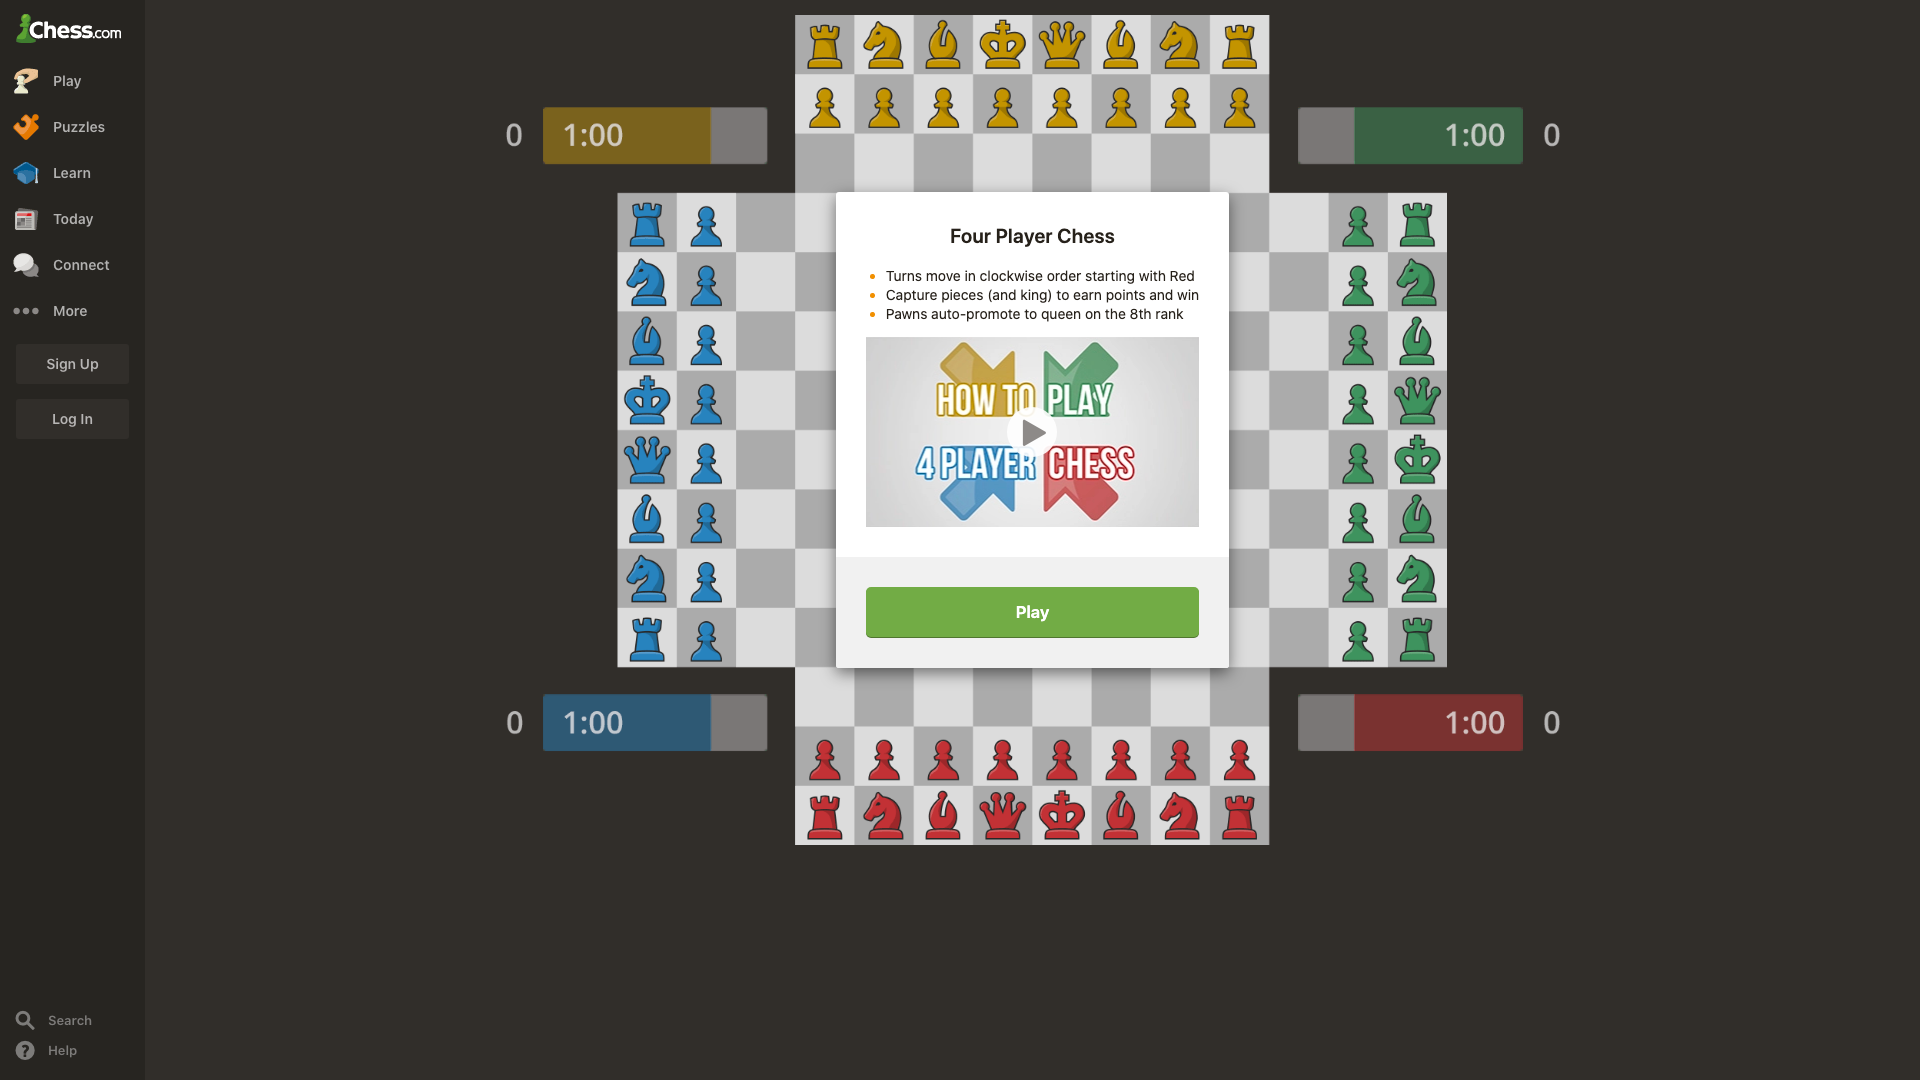 Chess.com
Play
Puzzles
Learn
Today
Connect
More
Sign Up
Log In
Search
? Help
0 1:00
1:00 0
Four Player Chess
Turns move in clockwise order starting with Red
Capture pieces (and king) to earn points and win
Pawns auto-promote to queen on the 8th rank
HOW TO PLAY
4 PLAYER CHESS
Play
0 1:00
1:00 0